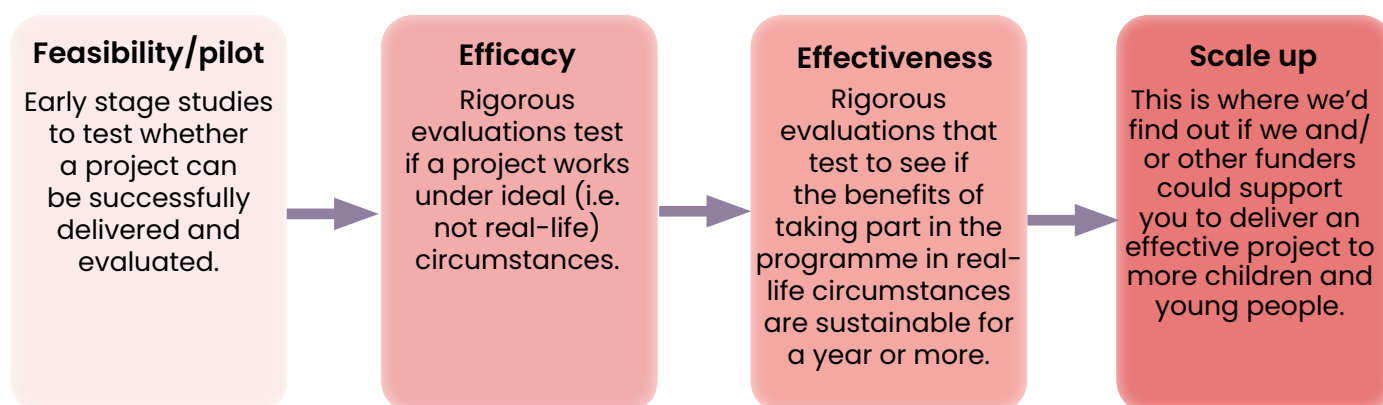 Feasibility/pilot
Early stage studies
to test whether
a project can
be successfully
delivered and
evaluated.
Efficacy
Rigorous
evaluations test
if a project works
under ideal (i.e.
not real-life)
circumstances.
Effectiveness
Rigorous
evaluations that
test to see if
the benefits of
taking part in the
programme in real-
life circumstances
are sustainable for
a year or more.
Scale up
This is where we’d
find out if we and/
or other funders
could support
you to deliver an
effective project to
more children and
young people.